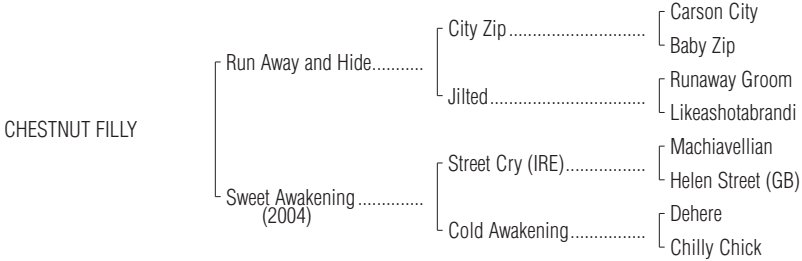 Carson City
City Zip..............................
Baby Zip
Run Away and Hide...........
Runaway Groom
Jilted..................................
Likeashotabrandi
CHESTNUT FILLY
Machiavellian
Street Cry (IRE).................
Helen Street (GB)
Sweet Awakening ..............
(2004)
Dehere
Cold Awakening................
Chilly Chick